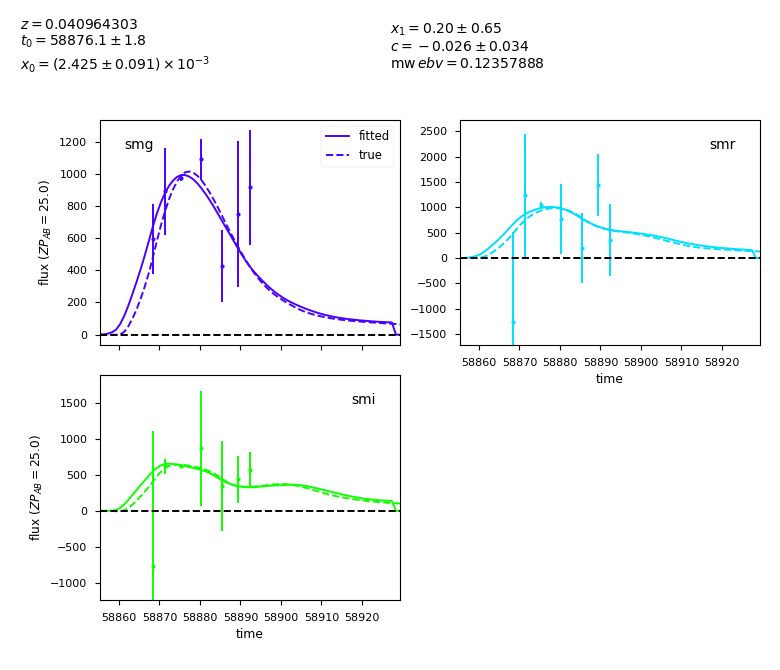 z = 0.040964303
t₀ = 58876.1 ± 1.8
x₀ = (2.425 ± 0.091) × 10⁻³
x₁ = 0.20 ± 0.65
c = −0.026 ± 0.034
mw ebv = 0.12357888
smg
fitted
true
1200
1000
800
600
400
200
0
flux (ZP_AB = 25.0)
smr
2500
2000
1500
1000
500
0
−500
−1000
−1500
58860 58870 58880 58890 58900 58910 58920
time
smi
1500
1000
500
0
−500
−1000
flux (ZP_AB = 25.0)
58860 58870 58880 58890 58900 58910 58920
time